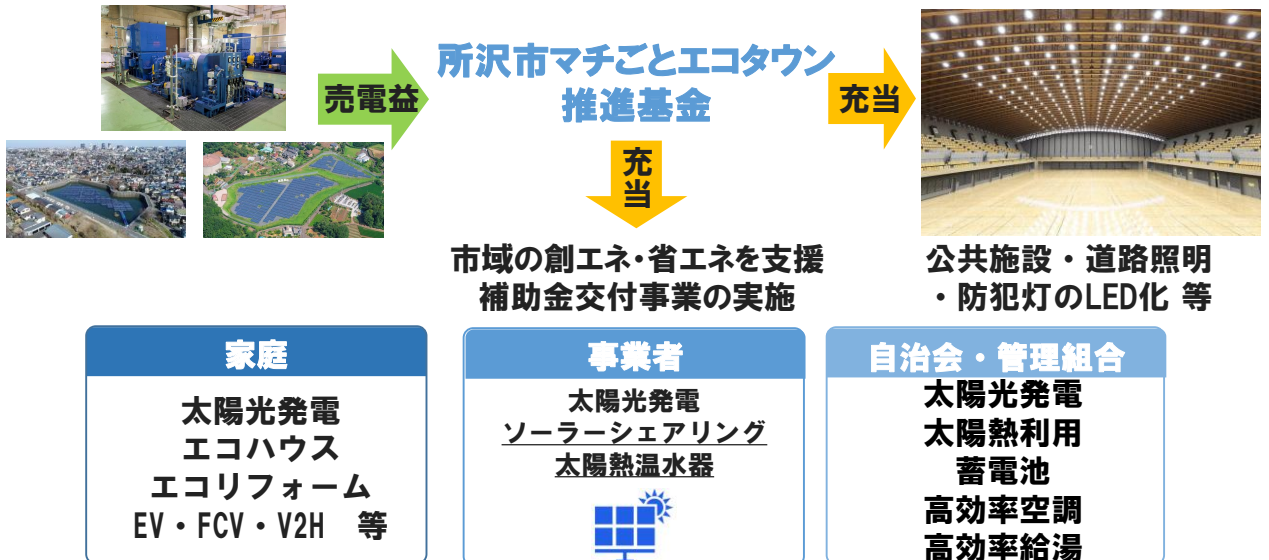 所沢市マチごとエコタウン
推進基金
売電益
充当
充
当
市域の創エネ・省エネを支援
補助金交付事業の実施
公共施設・道路照明
・防犯灯のLED化 等
家庭
太陽光発電
エコハウス
エコリフォーム
EV・FCV・V2H 等
事業者
太陽光発電
ソーラーシェアリング
太陽熱温水器
自治会・管理組合
太陽光発電
太陽熱利用
蓄電池
高効率空調
高効率給湯